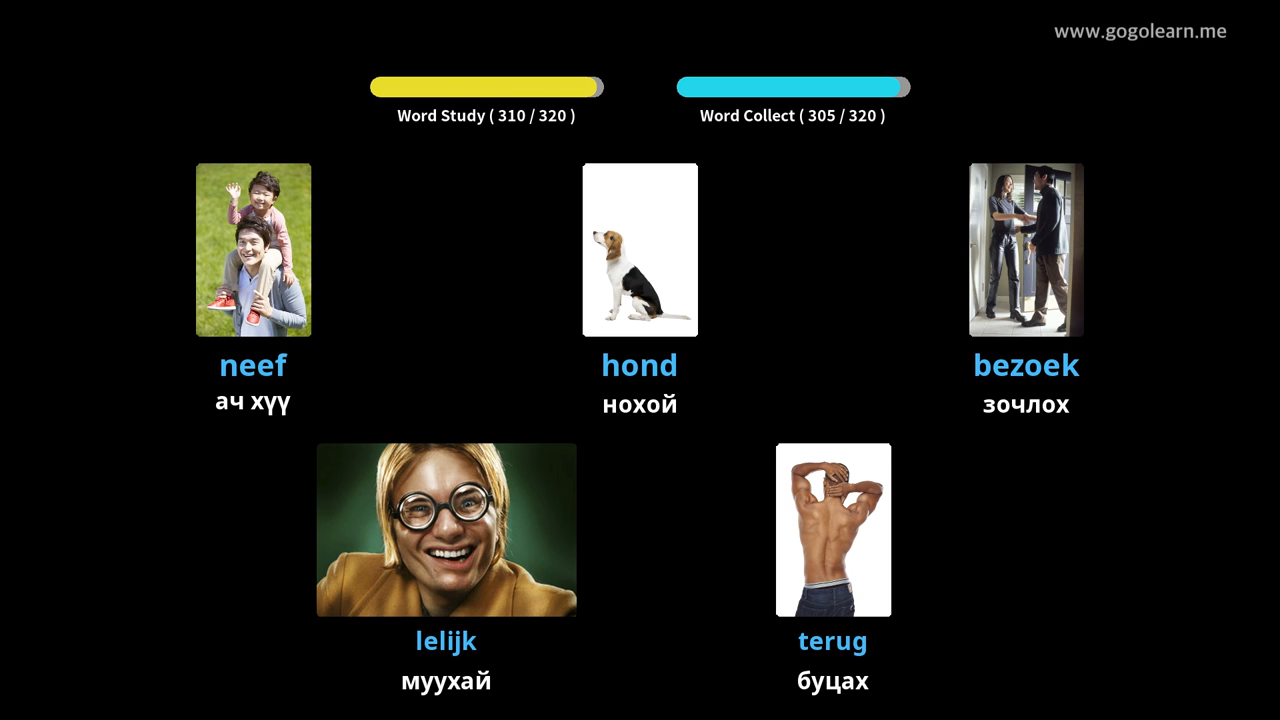 www.gogolearn.me
Word Study ( 310 / 320 )
Word Collect ( 305 / 320 )
neef
hond
bezoek
ач хүү
нохой
зочлох
lelijk
terug
муухай
буцах